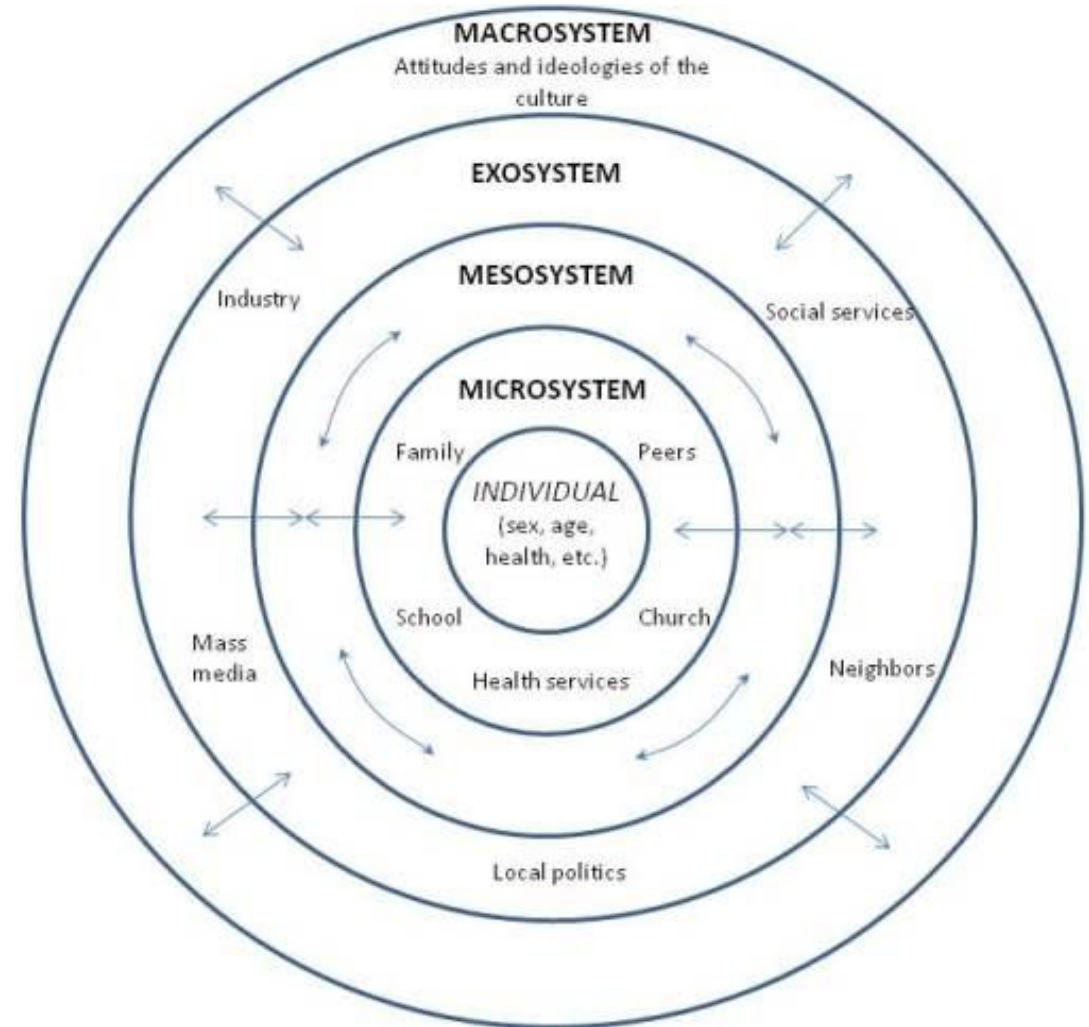 MACROSYSTEM
Attitudes and ideologies of the
culture
EXOSYSTEM
MESOSYSTEM
Industry
Social services
MICROSYSTEM
Family
Peers
INDIVIDUAL
(sex, age,
health, etc.)
School
Church
Mass
media
Neighbors
Health services
Local politics